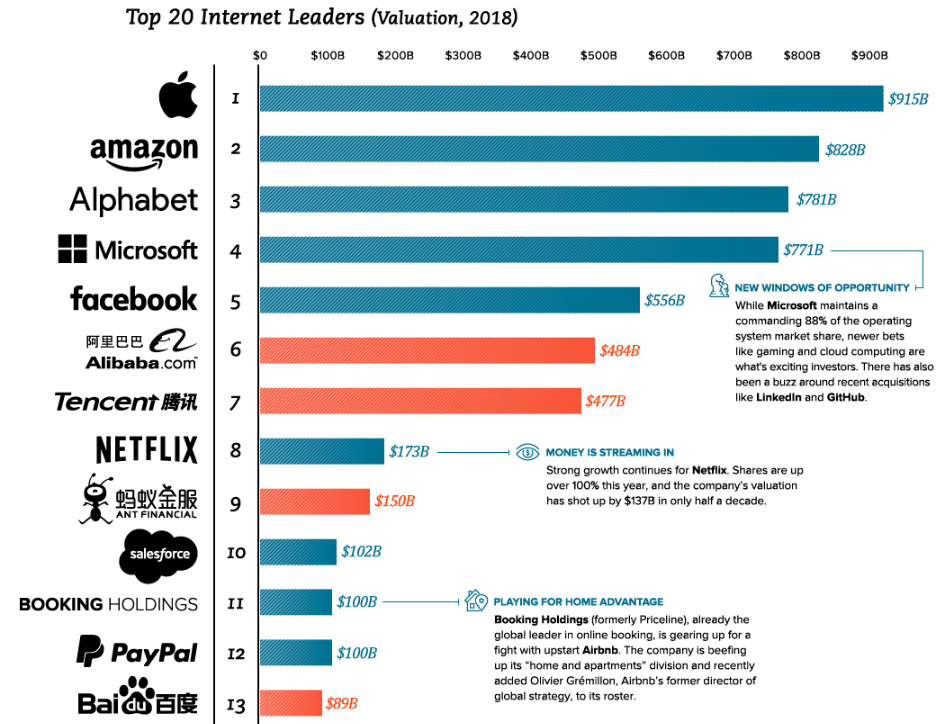 Top 20 Internet Leaders (Valuation, 2018)
$0 $100B $200B $300B $400B $500B $600B $700B $800B $900B
1 $915B
amazon 2 $828B
Alphabet 3 $781B
Microsoft 4 $771B
NEW WINDOWS OF OPPORTUNITY
While Microsoft maintains a
commanding 88% of the operating
system market share, newer bets
like gaming and cloud computing are
what's exciting investors. There has also
been a buzz around recent acquisitions
like LinkedIn and GitHub.
facebook 5 $556B
阿里巴巴
Alibaba.com™ 6 $484B
Tencent 腾讯 7 $477B
NETFLIX 8 $173B
MONEY IS STREAMING IN
Strong growth continues for Netflix. Shares are up
over 100% this year, and the company's valuation
has shot up by $137B in only half a decade.
蚂蚁金服
ANT FINANCIAL 9 $150B
salesforce 10 $102B
BOOKING HOLDINGS 11 $100B
PLAYING FOR HOME ADVANTAGE
Booking Holdings (formerly Priceline), already the
global leader in online booking, is gearing up for a
fight with upstart Airbnb. The company is beefing
up its "home and apartments" division and recently
added Olivier Grémillon, Airbnb's former director of
global strategy, to its roster.
PayPal 12 $100B
Bai du 百度 13 $89B